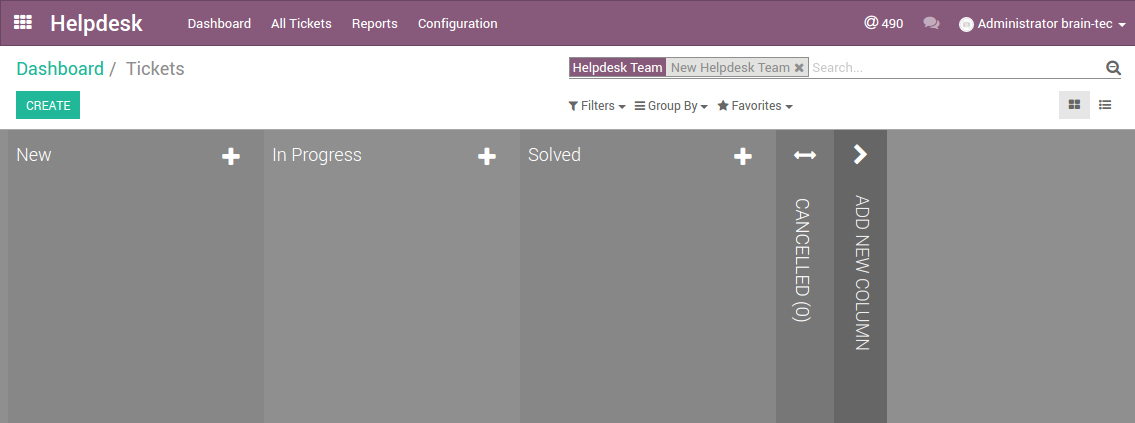 Helpdesk Dashboard All Tickets Reports Configuration @ 490 Administrator brain-tec
Dashboard / Tickets
Helpdesk Team New Helpdesk Team Search...
CREATE
Filters Group By Favorites
New
In Progress
Solved
CANCELLED (0)
ADD NEW COLUMN